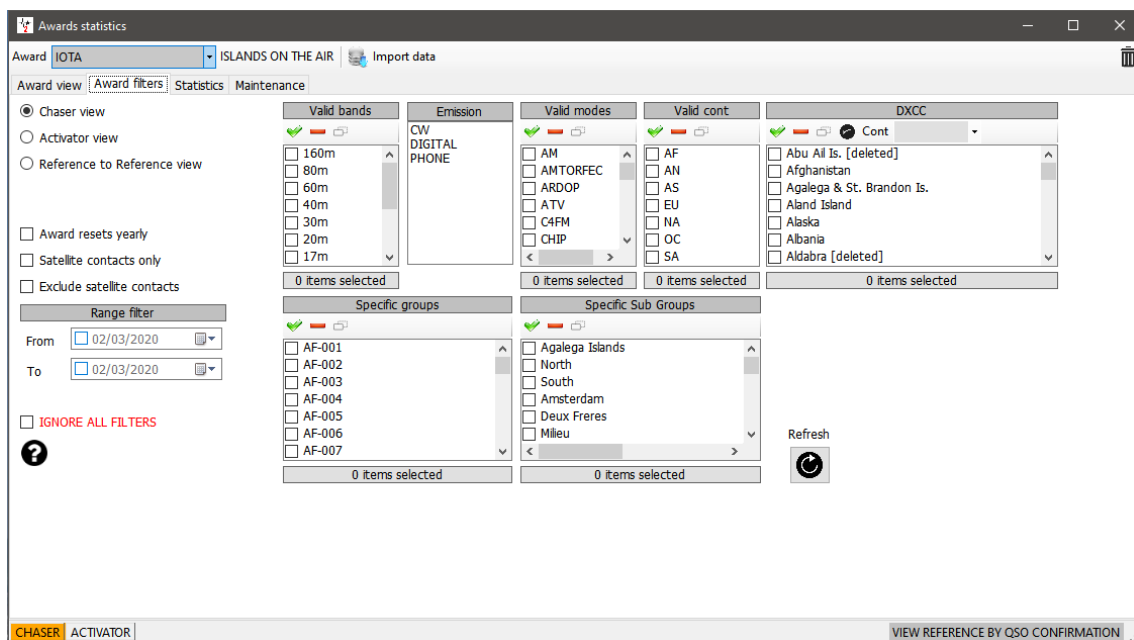 Awards statistics
Award IOTA ISLANDS ON THE AIR Import data
Award view Award filters Statistics Maintenance
Chaser view
Activator view
Reference to Reference view
Award resets yearly
Satellite contacts only
Exclude satellite contacts
Range filter
From 02/03/2020
To 02/03/2020
IGNORE ALL FILTERS
?
Valid bands
160m
80m
60m
40m
30m
20m
17m
0 items selected
Emission
CW
DIGITAL
PHONE
Valid modes
AM
AMTORFEC
ARDOP
ATV
C4FM
CHIP
0 items selected
Valid cont
AF
AN
AS
EU
NA
OC
SA
0 items selected
DXCC
Cont
Abu Ail Is. [deleted]
Afghanistan
Agalega & St. Brandon Is.
Aland Island
Alaska
Albania
Aldabra [deleted]
0 items selected
Specific groups
AF-001
AF-002
AF-003
AF-004
AF-005
AF-006
AF-007
0 items selected
Specific Sub Groups
Agalega Islands
North
South
Amsterdam
Deux Freres
Milieu
0 items selected
Refresh
CHASER ACTIVATOR
VIEW REFERENCE BY QSO CONFIRMATION